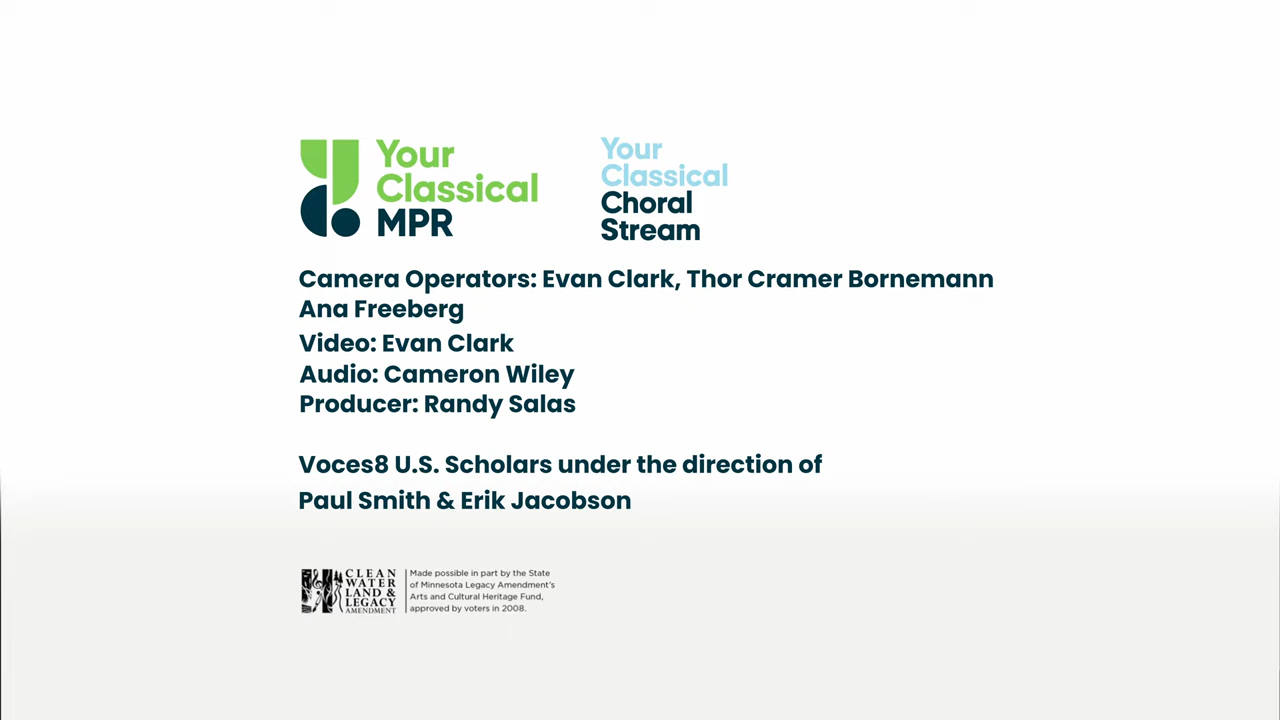 Your
Classical
MPR
Your
Classical
Choral
Stream
Camera Operators: Evan Clark, Thor Cramer Bornemann
Ana Freeberg
Video: Evan Clark
Audio: Cameron Wiley
Producer: Randy Salas
Voces8 U.S. Scholars under the direction of
Paul Smith & Erik Jacobson
CLEAN
WATER
LAND &
LEGACY
AMENDMENT
Made possible in part by the State
of Minnesota Legacy Amendment's
Arts and Cultural Heritage Fund,
approved by voters in 2008.